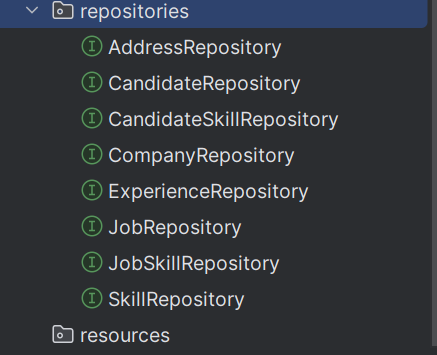 repositories
AddressRepository
CandidateRepository
CandidateSkillRepository
CompanyRepository
ExperienceRepository
JobRepository
JobSkillRepository
SkillRepository
resources